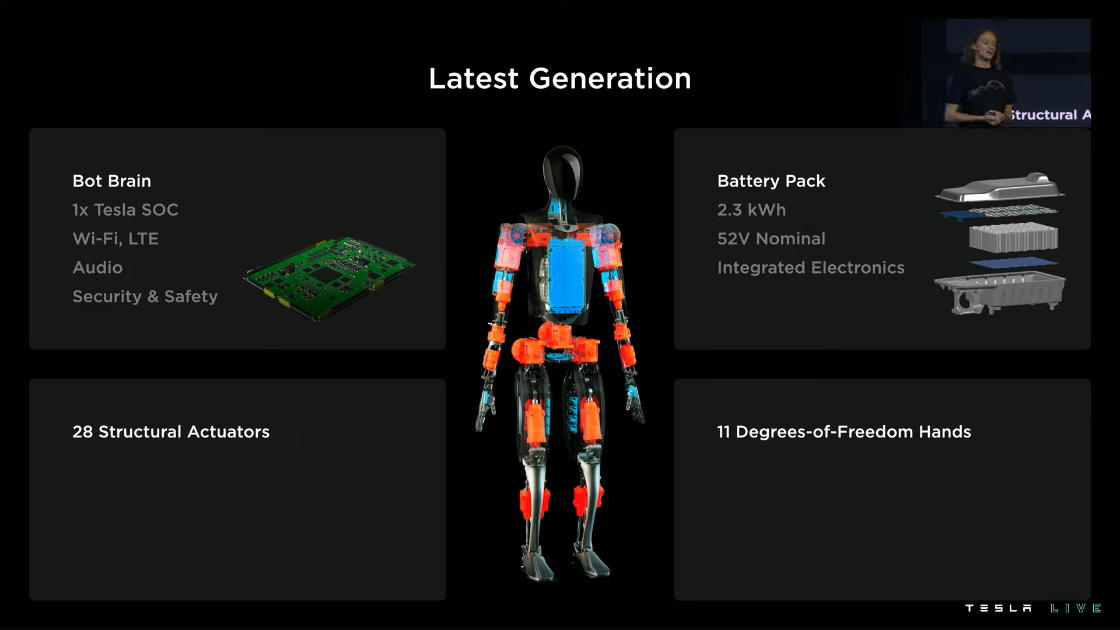 Latest Generation
Structural A
Bot Brain
1x Tesla SOC
Wi-Fi, LTE
Audio
Security & Safety
Battery Pack
2.3 kWh
52V Nominal
Integrated Electronics
28 Structural Actuators
11 Degrees-of-Freedom Hands
TESLA LIVE